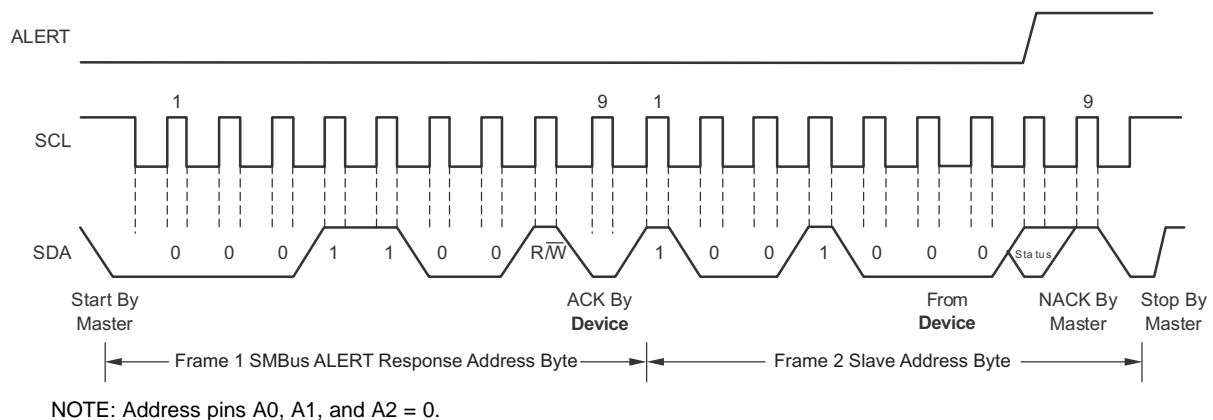 ALERT
1 9 1 9
SCL
SDA 0 0 0 1 1 0 0 R/W 1 0 0 1 0 0 0 Status
Start By Master
ACK By Device
From Device
NACK By Master
Stop By Master
Frame 1 SMBus ALERT Response Address Byte
Frame 2 Slave Address Byte
NOTE: Address pins A0, A1, and A2 = 0.